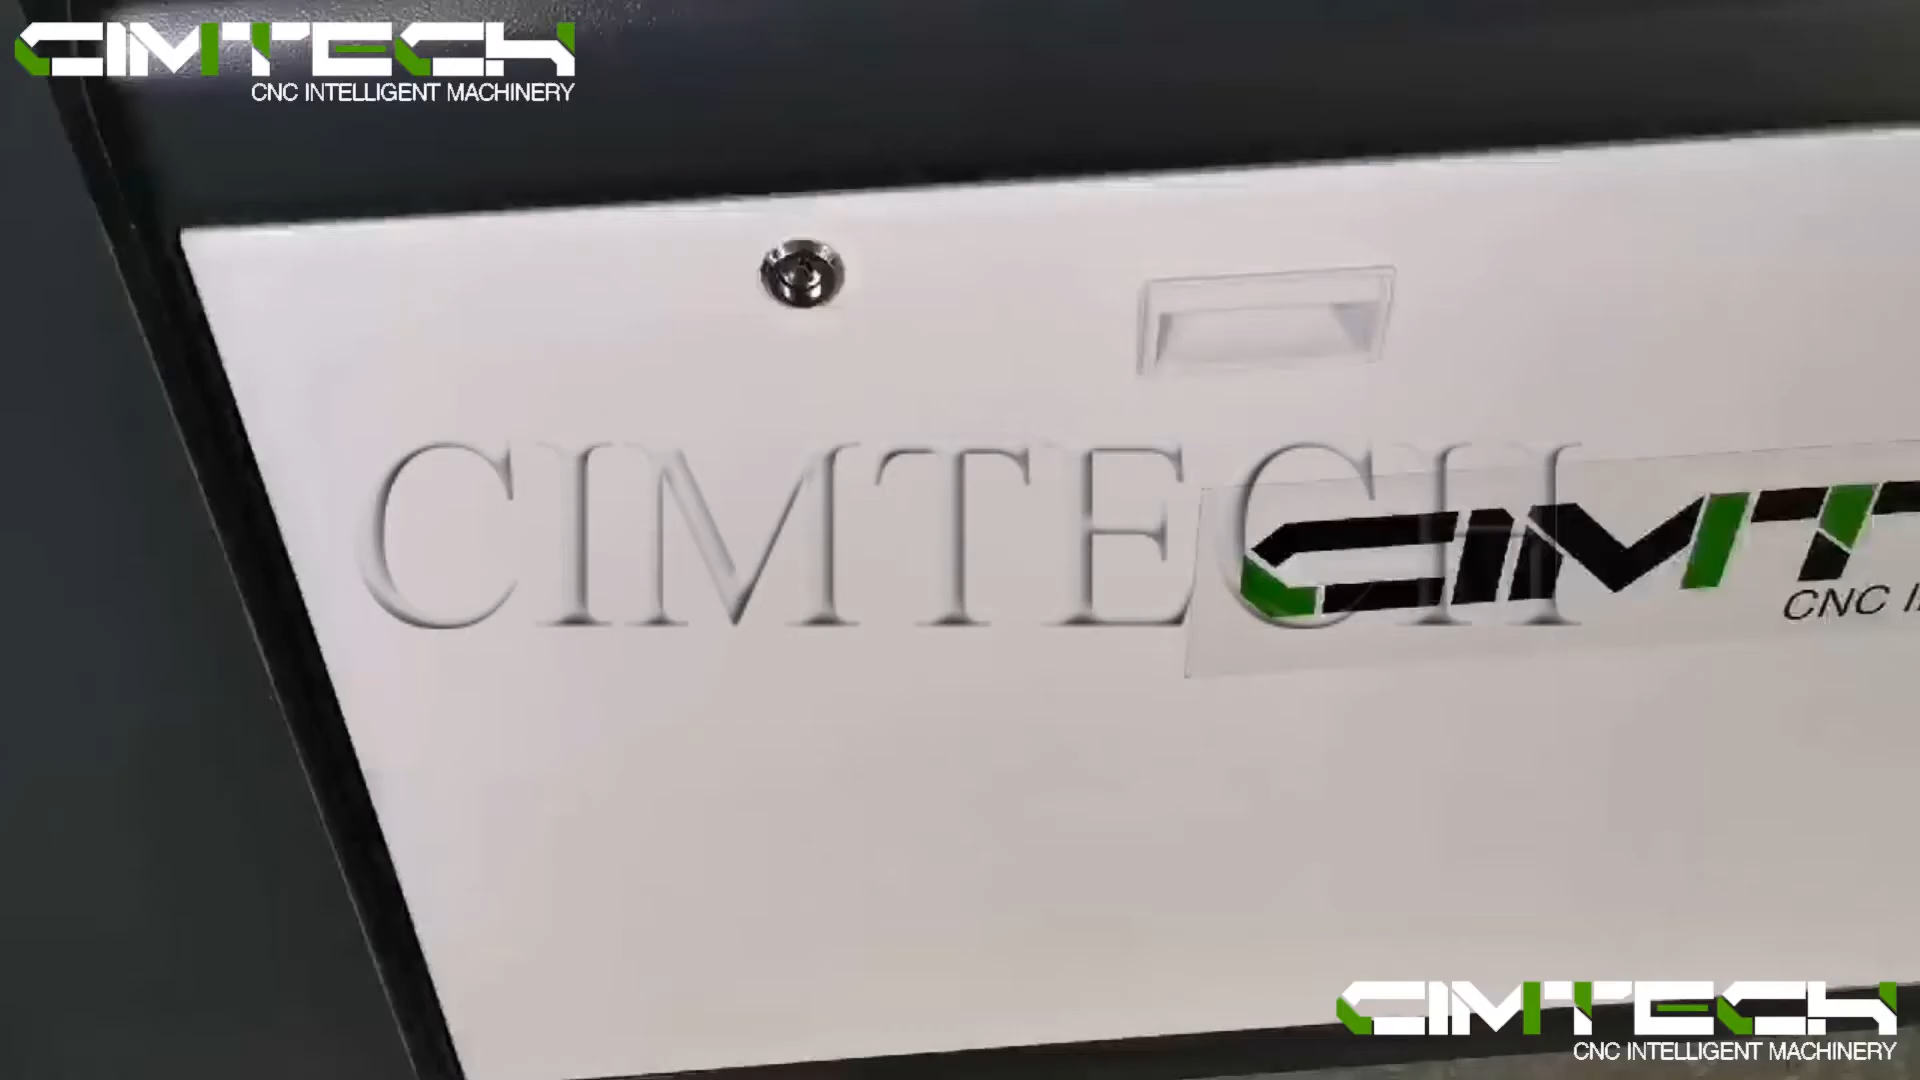 CIMTECH
CNC INTELLIGENT MACHINERY
CIMTECH
CIMT
CNC
CIMTECH
CNC INTELLIGENT MACHINERY